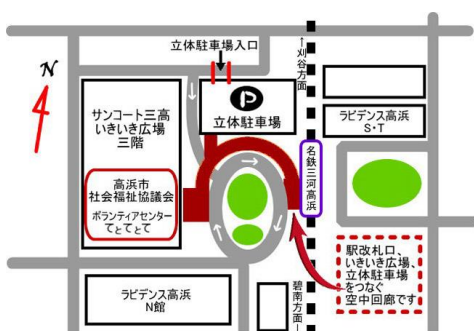 立体駐車場入口
↑刈谷方面
N
P
立体駐車場
サンコート三高
いきいき広場
三階
高浜市
社会福祉協議会
ボランティアセンター
てとてとて
ラビデンス高浜
S・T
名鉄三河高浜
駅改札口、
いきいき広場、
立体駐車場
をつなぐ
空中回廊です
ラビデンス高浜
N館
碧南方面↓